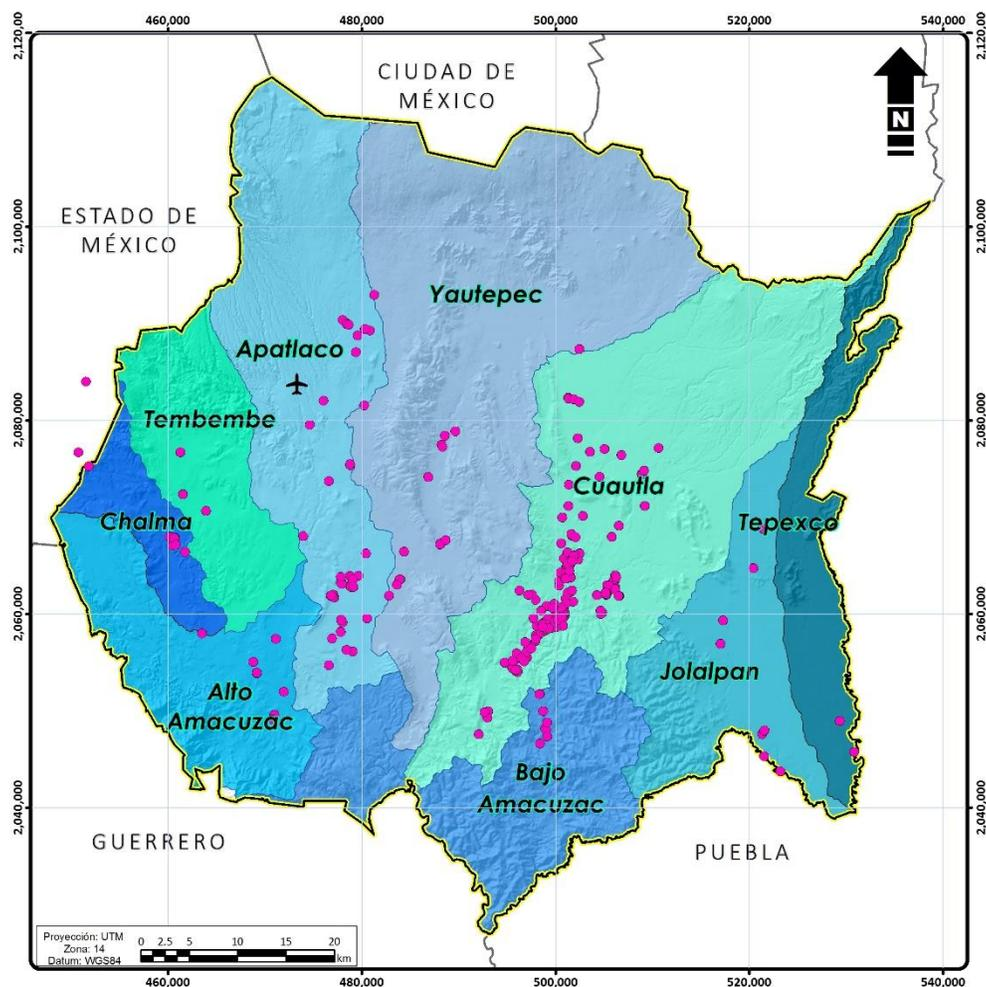 460,000 480,000 500,000 520,000 540,000
2,120,00
2,120,00
CIUDAD DE
MÉXICO
N
ESTADO DE
MÉXICO
2,100,000
2,100,000
Yautepec
Apatlaco
Tembembe
2,080,000
2,080,000
Cuautla
Chalma
Tepexco
2,060,000
2,060,000
Jolalpan
Alto
Amacuzac
Bajo
Amacuzac
2,040,000
2,040,000
GUERRERO
PUEBLA
Proyección: UTM
Zona: 14
Datum: WGS84
0 2.5 5 10 15 20
km
460,000 480,000 500,000 520,000 540,000